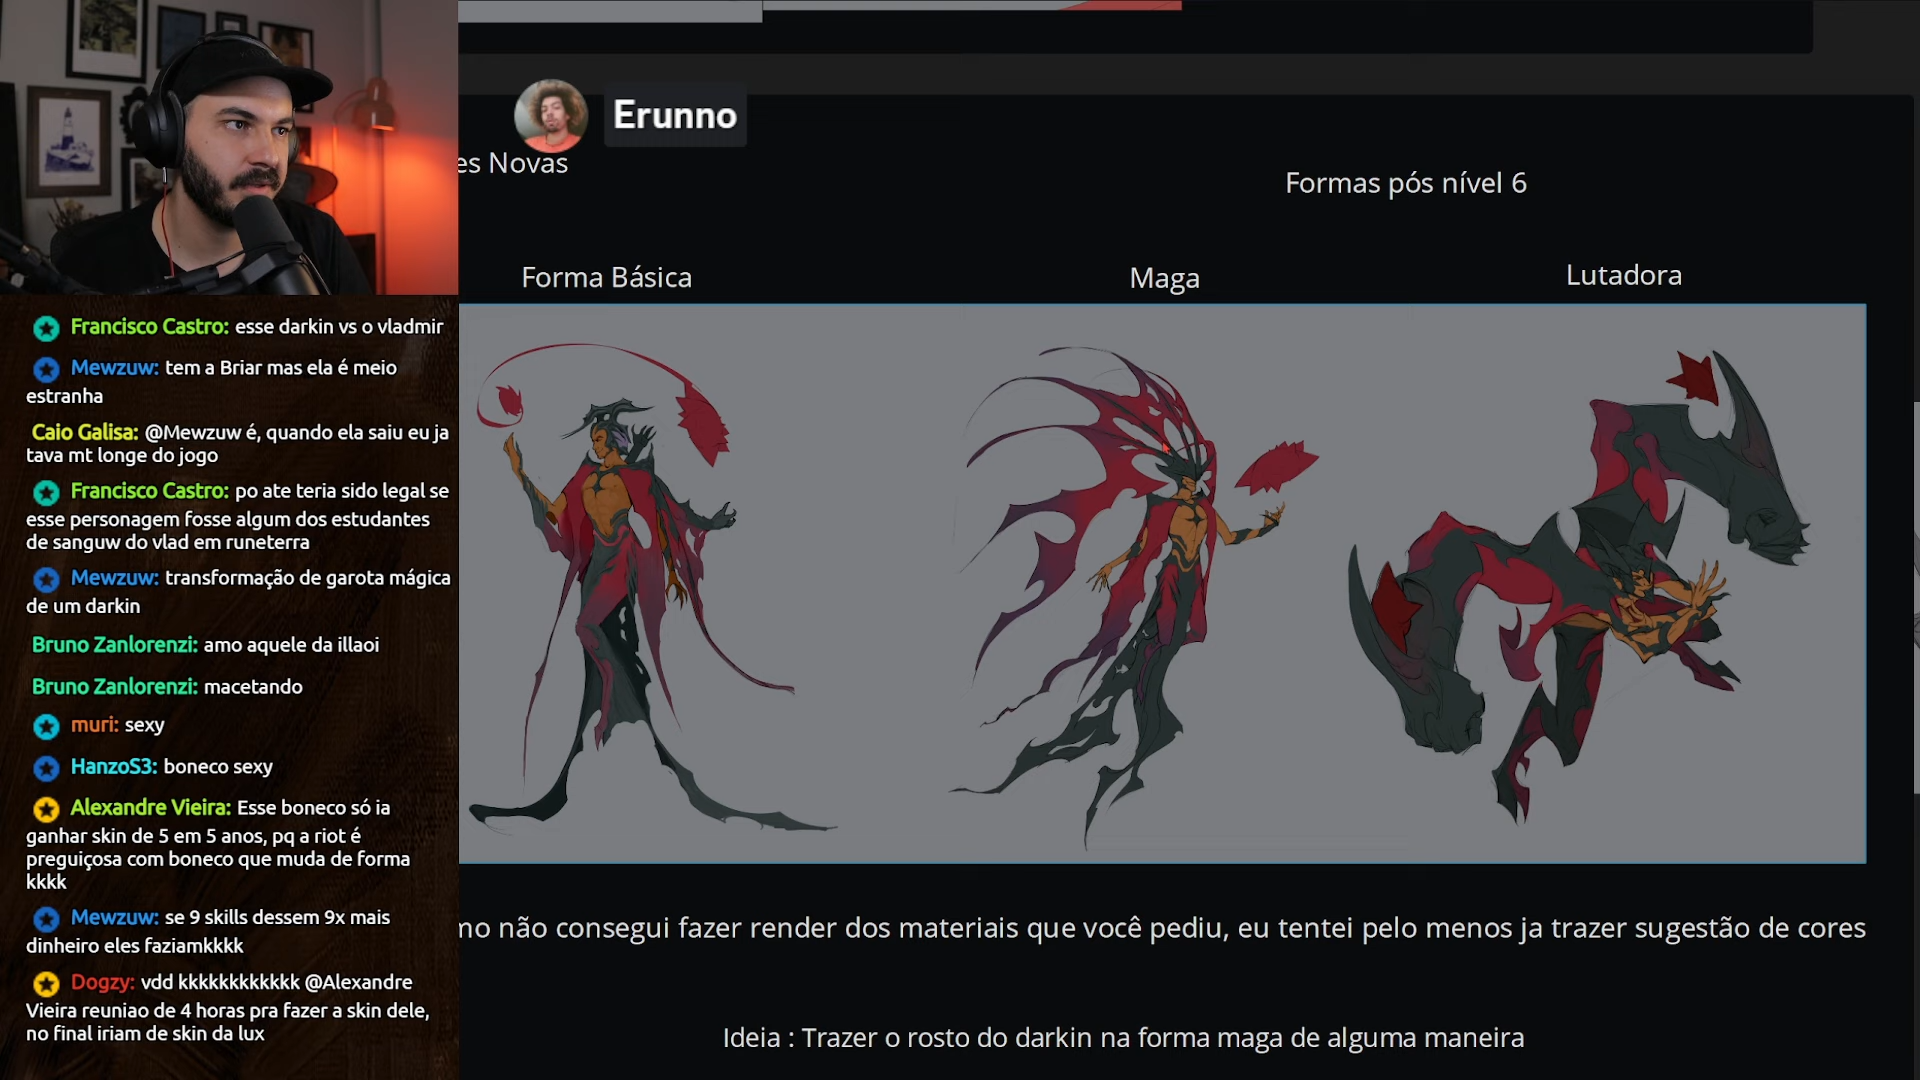 Erunno
es Novas
Formas pós nível 6
Forma Básica
Maga
Lutadora
Francisco Castro: esse darkin vs o vladmir
Mewzuw: tem a Briar mas ela é meio
estranha
Caio Galisa: @Mewzuw é, quando ela saiu eu ja
tava mt longe do jogo
Francisco Castro: po ate teria sido legal se
esse personagem fosse algum dos estudantes
de sanguw do vlad em runeterra
Mewzuw: transformação de garota mágica
de um darkin
Bruno Zanlorenzi: amo aquele da illaoi
Bruno Zanlorenzi: macetando
muri: sexy
HanzoS3: boneco sexy
Alexandre Vieira: Esse boneco só ia
ganhar skin de 5 em 5 anos, pq a riot é
preguiçosa com boneco que muda de forma
kkkk
Mewzuw: se 9 skills dessem 9x mais
dinheiro eles faziamkkkk
Dogzy: vdd kkkkkkkkkkkk @Alexandre
Vieira reuniao de 4 horas pra fazer a skin dele,
no final iriam de skin da lux
mo não consegui fazer render dos materiais que você pediu, eu tentei pelo menos ja trazer sugestão de cores
Ideia : Trazer o rosto do darkin na forma maga de alguma maneira